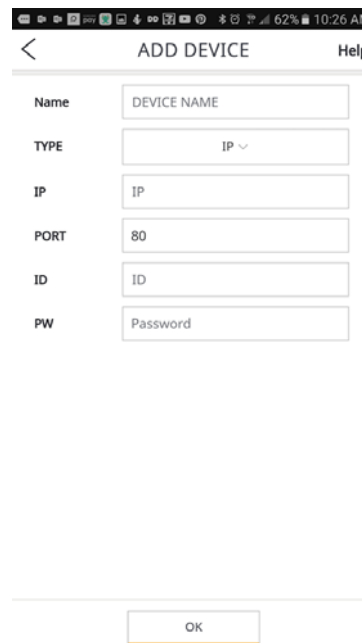 62% 10:26 AM
ADD DEVICE Help
Name DEVICE NAME
TYPE IP
IP IP
PORT 80
ID ID
PW Password
OK